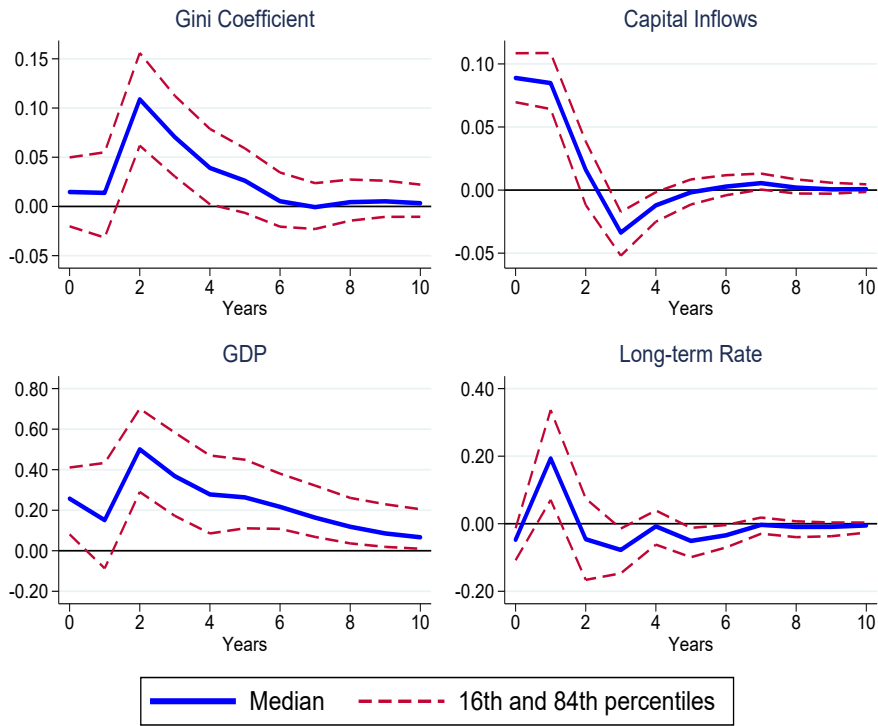 Gini Coefficient
0.15
0.10
0.05
0.00
-0.05
0 2 4 6 8 10
Years
Capital Inflows
0.10
0.05
0.00
-0.05
0 2 4 6 8 10
Years
GDP
0.80
0.60
0.40
0.20
0.00
-0.20
0 2 4 6 8 10
Years
Long-term Rate
0.40
0.20
0.00
-0.20
0 2 4 6 8 10
Years
Median 16th and 84th percentiles